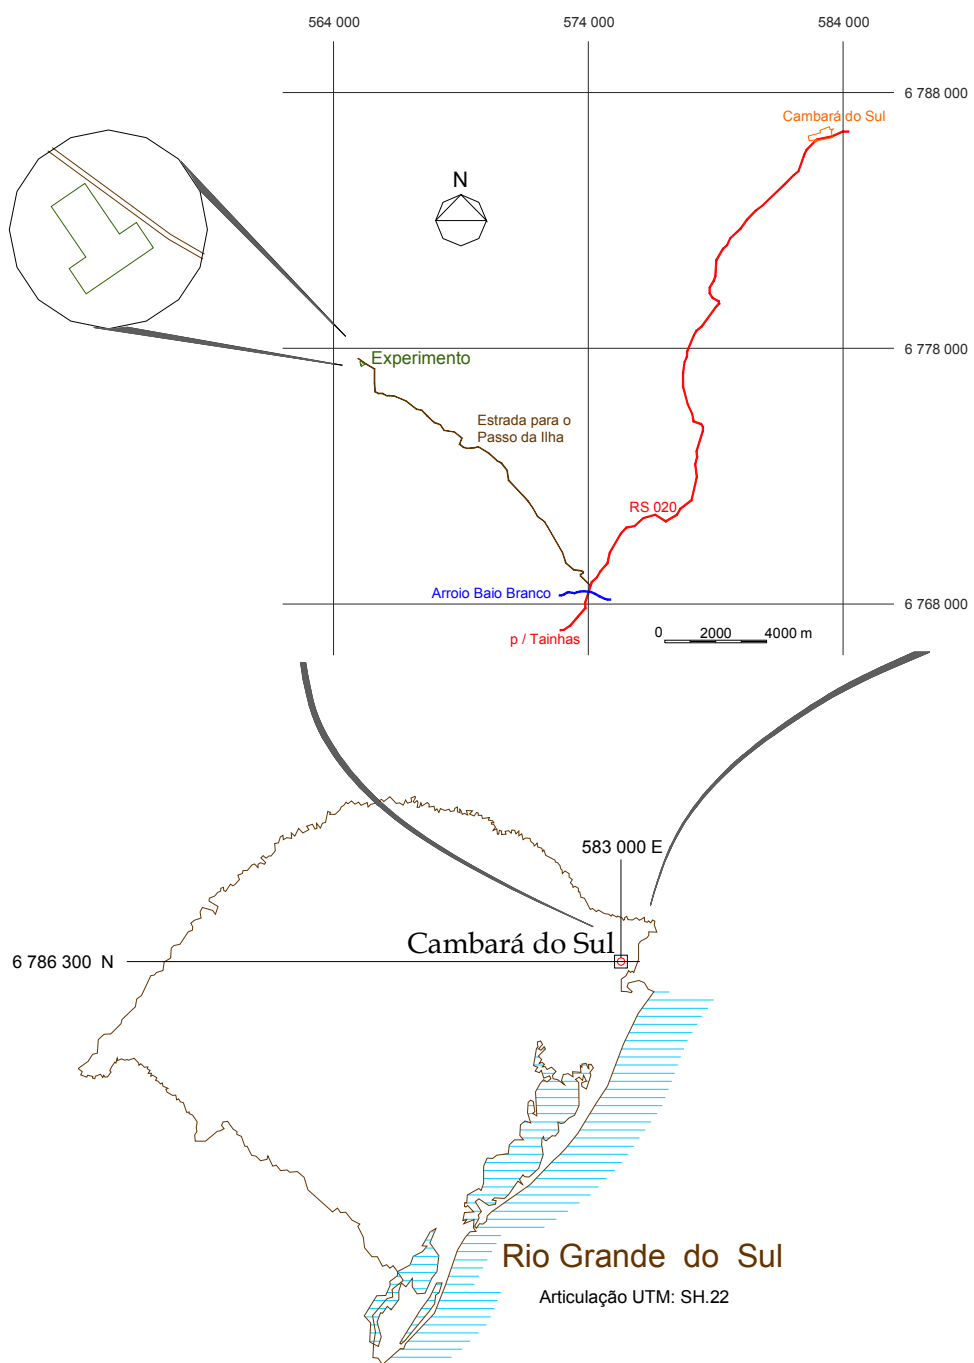 564 000
574 000
584 000
6 788 000
Cambará do Sul
N
6 778 000
Experimento
Estrada para o
Passo da Ilha
RS 020
Arroio Baio Branco
6 768 000
p / Tainhas
0
2000
4000 m
583 000 E
Cambará do Sul
6 786 300 N
Rio Grande do Sul
Articulação UTM: SH.22